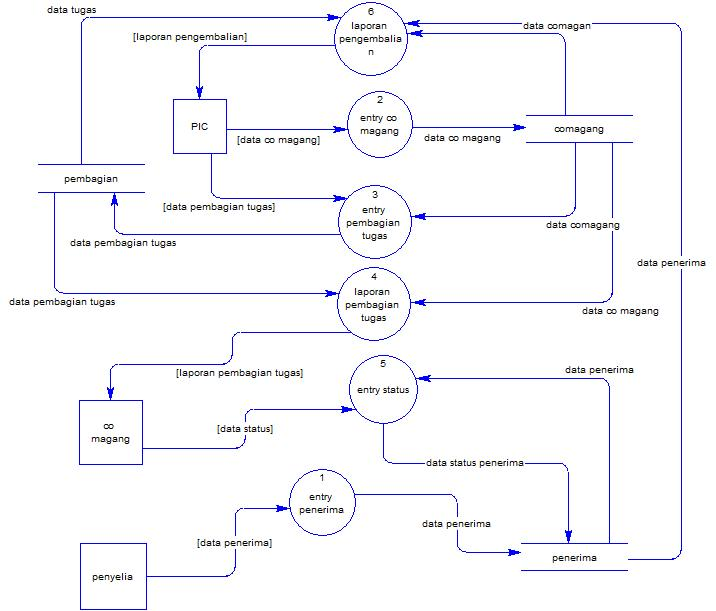 data tugas
6
laporan
pengembalia
n
data comagan
[laporan pengembalian]
PIC
2
entry co
magang
[data co magang]
data co magang
comagang
pembagian
3
entry
pembagian
tugas
[data pembagian tugas]
data comagang
data pembagian tugas
data penerima
4
laporan
pembagian
tugas
data pembagian tugas
data co magang
[laporan pembagian tugas]
5
entry status
data penerima
co
magang
[data status]
data status penerima
1
entry
penerima
data penerima
[data penerima]
penerima
penyelia